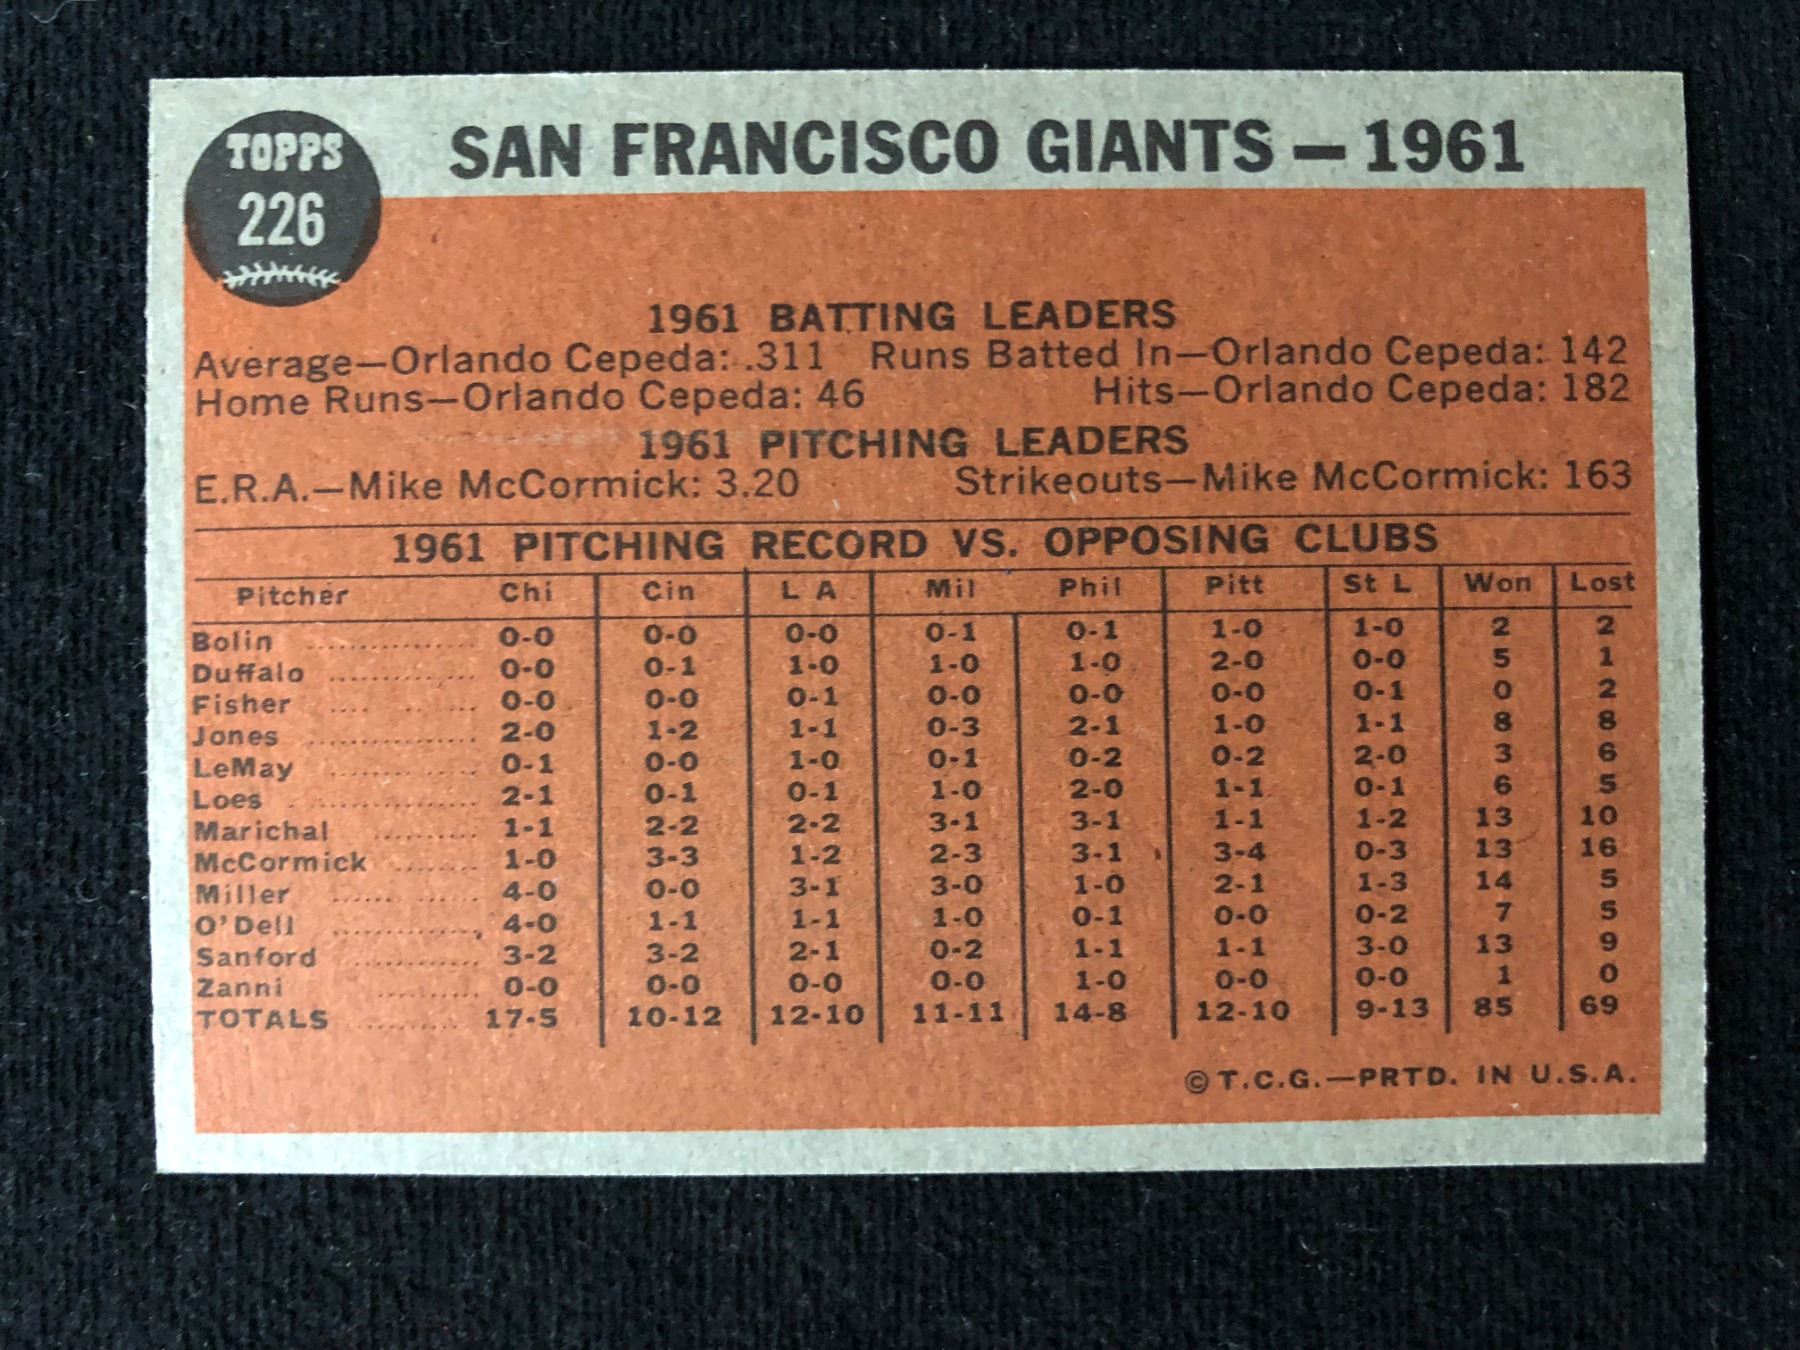 TOPPS
226
SAN FRANCISCO GIANTS — 1961
1961 BATTING LEADERS
Average—Orlando Cepeda: .311 Runs Batted In—Orlando Cepeda: 142
Home Runs—Orlando Cepeda: 46 Hits—Orlando Cepeda: 182
1961 PITCHING LEADERS
E.R.A.—Mike McCormick: 3.20 Strikeouts—Mike McCormick: 163
1961 PITCHING RECORD VS. OPPOSING CLUBS
Pitcher Chi Cin L A Mil Phil Pitt St L Won Lost
Bolin ................ 0-0 0-0 0-0 0-1 0-1 1-0 1-0 2 2
Duffalo .............. 0-0 0-1 1-0 1-0 1-0 2-0 0-0 5 1
Fisher .... .. ...... 0-0 0-0 0-1 0-0 0-0 0-0 0-1 0 2
Jones ................ 2-0 1-2 1-1 0-3 2-1 1-0 1-1 8 8
LeMay .............. 0-1 0-0 1-0 0-1 0-2 0-2 2-0 3 6
Loes . ................ 2-1 0-1 0-1 1-0 2-0 1-1 0-1 6 5
Marichal .......... 1-1 2-2 2-2 3-1 3-1 1-1 1-2 13 10
McCormick ........ 1-0 3-3 1-2 2-3 3-1 3-4 0-3 13 16
Miller .............. 4-0 0-0 3-1 3-0 1-0 2-1 1-3 14 5
O'Dell .............. 4-0 1-1 1-1 1-0 0-1 0-0 0-2 7 5
Sanford ............ 3-2 3-2 2-1 0-2 1-1 1-1 3-0 13 9
Zanni .......... 0-0 0-0 0-0 0-0 1-0 0-0 0-0 1 0
TOTALS .......... 17-5 10-12 12-10 11-11 14-8 12-10 9-13 85 69
© T.C.G.—PRTD. IN U.S.A.